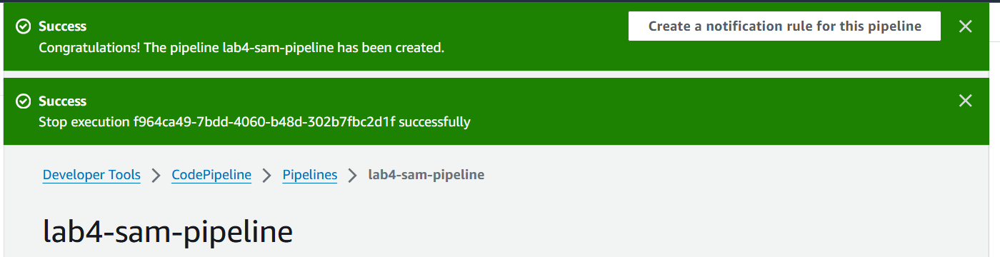 Success
Create a notification rule for this pipeline
Congratulations! The pipeline lab4-sam-pipeline has been created.
Success
Stop execution f964ca49-7bdd-4060-b48d-302b7fbc2d1f successfully
Developer Tools > CodePipeline > Pipelines > lab4-sam-pipeline
lab4-sam-pipeline